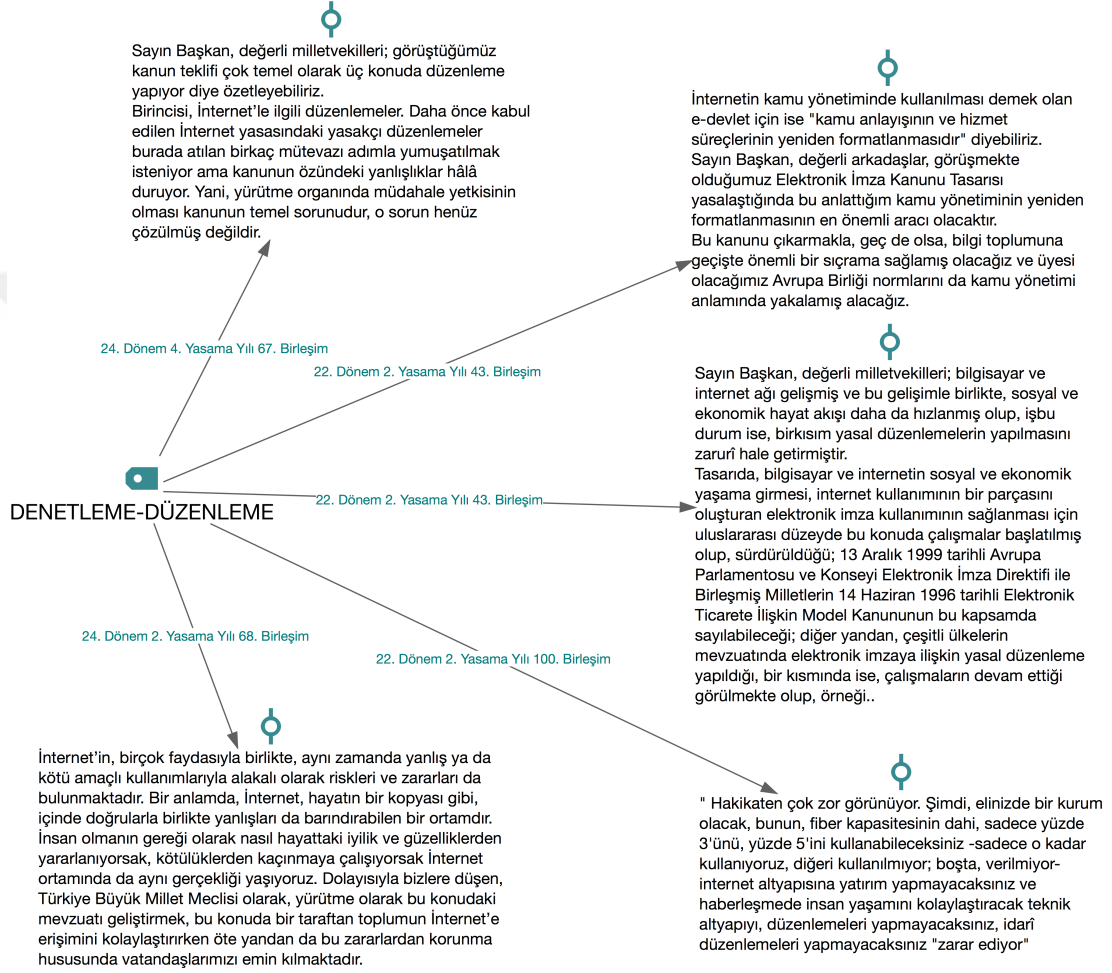 Sayın Başkan, değerli milletvekilleri; görüştüğümüz
kanun teklifi çok temel olarak üç konuda düzenleme
yapıyor diye özetleyebiliriz.
Birincisi, İnternet'le ilgili düzenlemeler. Daha önce kabul
edilen İnternet yasasındaki yasakçı düzenlemeler
burada atılan birkaç mütevazı adımla yumuşatılmak
isteniyor ama kanunun özündeki yanlışlıklar hâlâ
duruyor. Yani, yürütme organında müdahale yetkisinin
olması kanunun temel sorunudur, o sorun henüz
çözülmüş değildir.
İnternetin kamu yönetiminde kullanılması demek olan
e-devlet için ise "kamu anlayışının ve hizmet
süreçlerinin yeniden formatlanmasıdır" diyebiliriz.
Sayın Başkan, değerli arkadaşlar, görüşmekte
olduğumuz Elektronik İmza Kanunu Tasarısı
yasalaştığında bu anlattığım kamu yönetiminin yeniden
formatlanmasının en önemli aracı olacaktır.
Bu kanunu çıkarmakla, geç de olsa, bilgi toplumuna
geçişte önemli bir sıçrama sağlamış olacağız ve üyesi
olacağımız Avrupa Birliği normlarını da kamu yönetimi
anlamında yakalamış alacağız.
24. Dönem 4. Yasama Yılı 67. Birleşim
22. Dönem 2. Yasama Yılı 43. Birleşim
Sayın Başkan, değerli milletvekilleri; bilgisayar ve
internet ağı gelişmiş ve bu gelişimle birlikte, sosyal ve
ekonomik hayat akışı daha da hızlanmış olup, işbu
durum ise, birkısım yasal düzenlemelerin yapılmasını
zarurî hale getirmiştir.
Tasarıda, bilgisayar ve internetin sosyal ve ekonomik
yaşama girmesi, internet kullanımının bir parçasını
oluşturan elektronik imza kullanımının sağlanması için
uluslararası düzeyde bu konuda çalışmalar başlatılmış
olup, sürdürüldüğü; 13 Aralık 1999 tarihli Avrupa
Parlamentosu ve Konseyi Elektronik İmza Direktifi ile
Birleşmiş Milletlerin 14 Haziran 1996 tarihli Elektronik
Ticarete İlişkin Model Kanununun bu kapsamda
sayılabileceği; diğer yandan, çeşitli ülkelerin
mevzuatında elektronik imzaya ilişkin yasal düzenleme
yapıldığı, bir kısmında ise, çalışmaların devam ettiği
görülmekte olup, örneği..
22. Dönem 2. Yasama Yılı 43. Birleşim
DENETLEME-DÜZENLEME
24. Dönem 2. Yasama Yılı 68. Birleşim
22. Dönem 2. Yasama Yılı 100. Birleşim
İnternet'in, birçok faydasıyla birlikte, aynı zamanda yanlış ya da
kötü amaçlı kullanımlarıyla alakalı olarak riskleri ve zararları da
bulunmaktadır. Bir anlamda, İnternet, hayatın bir kopyası gibi,
içinde doğrularla birlikte yanlışları da barındırabilen bir ortamdır.
İnsan olmanın gereği olarak nasıl hayattaki iyilik ve güzelliklerden
yararlanıyorsak, kötülüklerden kaçınmaya çalışıyorsak İnternet
ortamında da aynı gerçekliği yaşıyoruz. Dolayısıyla bizlere düşen,
Türkiye Büyük Millet Meclisi olarak, yürütme olarak bu konudaki
mevzuatı geliştirmek, bu konuda bir taraftan toplumun İnternet'e
erişimini kolaylaştırırken öte yandan da bu zararlardan korunma
hususunda vatandaşlarımızı emin kılmaktadır.
" Hakikaten çok zor görünüyor. Şimdi, elinizde bir kurum
olacak, bunun, fiber kapasitesinin dahi, sadece yüzde
3'ünü, yüzde 5'ini kullanabileceksiniz -sadece o kadar
kullanıyoruz, diğeri kullanılmıyor; boşta, verilmiyor-
internet altyapısına yatırım yapmayacaksınız ve
haberleşmede insan yaşamını kolaylaştıracak teknik
altyapıyı, düzenlemeleri yapmayacaksınız, idarî
düzenlemeleri yapmayacaksınız "zarar ediyor"